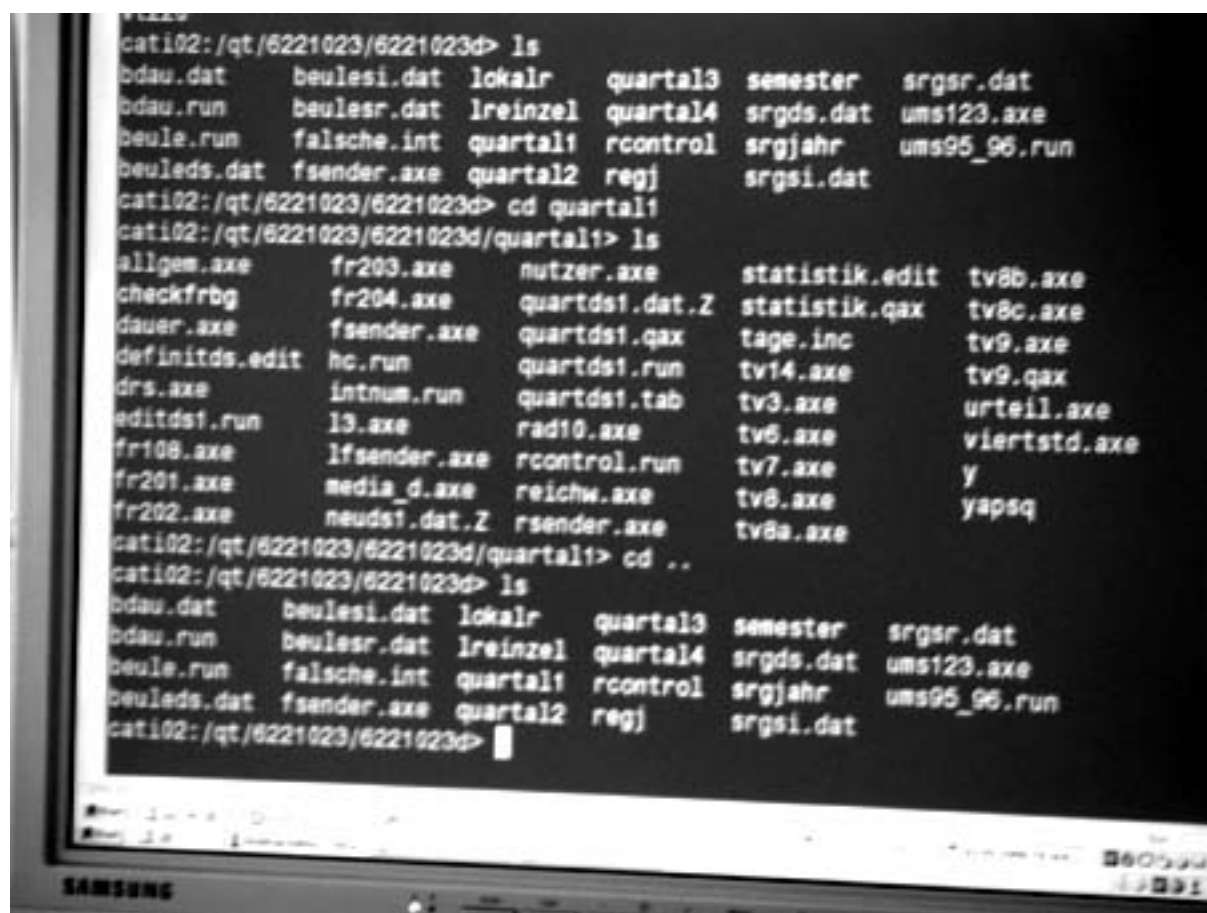 vt220
cati02:/qt/6221023/6221023d> ls
bdau.dat beulesi.dat lokalr quartal3 semester srgsr.dat
bdau.run beulesr.dat lreinzel quartal4 srgds.dat ums123.axe
beule.run falsche.int quartal1 rcontrol srgjahr ums95_96.run
beuleds.dat fsender.axe quartal2 regj srgsi.dat
cati02:/qt/6221023/6221023d> cd quartal1
cati02:/qt/6221023/6221023d/quartal1> ls
allgem.axe fr203.axe nutzer.axe statistik.edit tv8b.axe
checkfrbg fr204.axe quartds1.dat.Z statistik.qax tv8c.axe
dauer.axe fsender.axe quartds1.qax tage.inc tv9.axe
definitds.edit hc.run quartds1.run tv14.axe tv9.qax
drs.axe intnum.run quartds1.tab tv3.axe urteil.axe
editds1.run l3.axe rad10.axe tv6.axe viertstd.axe
fr108.axe lfsender.axe rcontrol.run tv7.axe y
fr201.axe media_d.axe reichw.axe tv8.axe yapsq
fr202.axe neuds1.dat.Z rsender.axe tv8a.axe
cati02:/qt/6221023/6221023d/quartal1> cd ..
cati02:/qt/6221023/6221023d> ls
bdau.dat beulesi.dat lokalr quartal3 semester srgsr.dat
bdau.run beulesr.dat lreinzel quartal4 srgds.dat ums123.axe
beule.run falsche.int quartal1 rcontrol srgjahr ums95_96.run
beuleds.dat fsender.axe quartal2 regj srgsi.dat
cati02:/qt/6221023/6221023d>
SAMSUNG